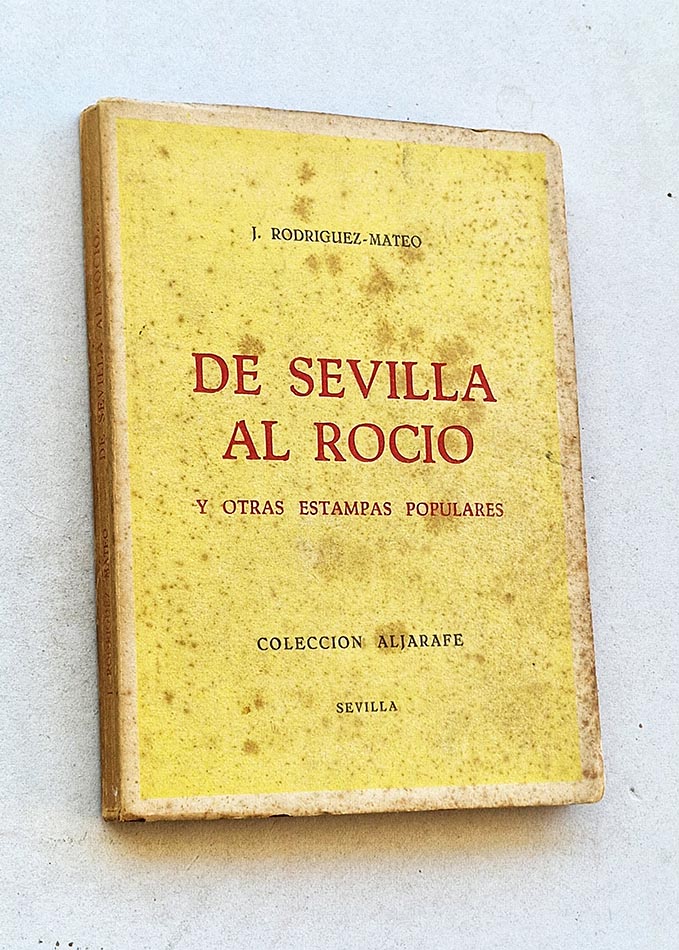 J. RODRIGUEZ-MATEO
DE SEVILLA
AL ROCIO
Y OTRAS ESTAMPAS POPULARES
COLECCION ALJARAFE
SEVILLA
J. RODRIGUEZ-MATEO
DE SEVILLA AL ROCIO.